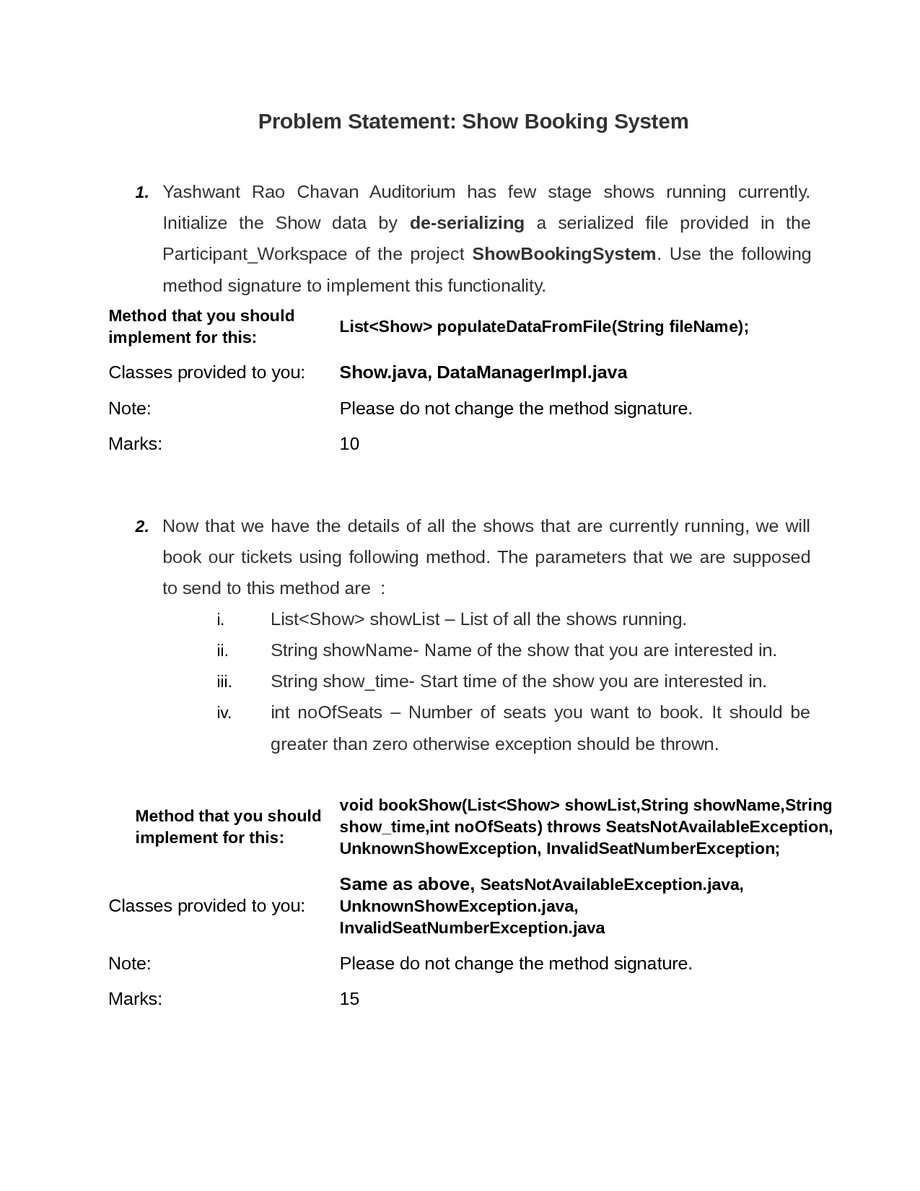 Problem Statement: Show Booking System
1. Yashwant Rao Chavan Auditorium has few stage shows running currently.
Initialize the Show data by de-serializing a serialized file provided in the
Participant_Workspace of the project ShowBookingSystem. Use the following
method signature to implement this functionality.
Method that you should
implement for this:
List<Show> populateDataFromFile(String fileName);
Classes provided to you: Show.java, DataManagerImpl.java
Note: Please do not change the method signature.
Marks: 10
2. Now that we have the details of all the shows that are currently running, we will
book our tickets using following method. The parameters that we are supposed
to send to this method are :
i. List<Show> showList – List of all the shows running.
ii. String showName- Name of the show that you are interested in.
iii. String show_time- Start time of the show you are interested in.
iv. int noOfSeats – Number of seats you want to book. It should be
greater than zero otherwise exception should be thrown.
Method that you should
implement for this:
void bookShow(List<Show> showList,String showName,String
show_time,int noOfSeats) throws SeatsNotAvailableException,
UnknownShowException, InvalidSeatNumberException;
Classes provided to you:
Same as above, SeatsNotAvailableException.java,
UnknownShowException.java,
InvalidSeatNumberException.java
Note: Please do not change the method signature.
Marks: 15